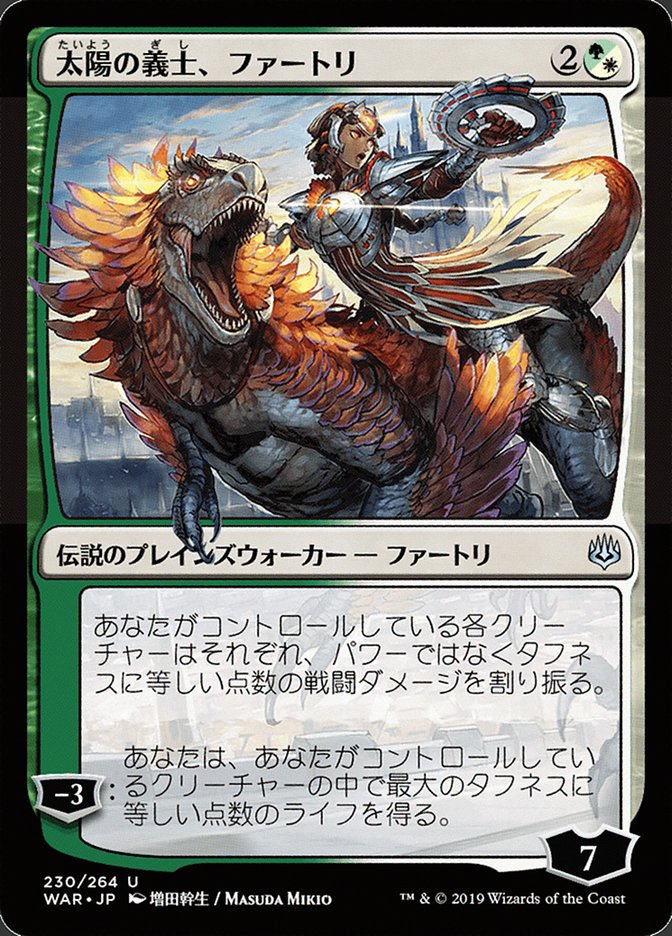 たいよう ぎし
太陽の義士、ファートリ 2
伝説のプレインズウォーカー — ファートリ
あなたがコントロールしている各クリー
チャーはそれぞれ、パワーではなくタフネ
スに等しい点数の戦闘ダメージを割り振る。
あなたは、あなたがコントロールしてい
-3 : るクリーチャーの中で最大のタフネスに
等しい点数のライフを得る。
7
230/264 U
WAR • JP 増田幹生 / MASUDA MIKIO ™ & © 2019 Wizards of the Coast